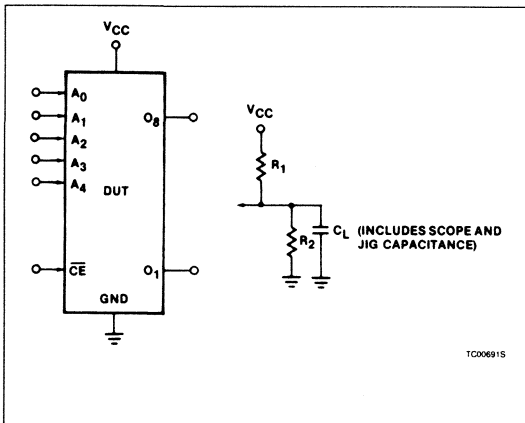 VCC
A0
A1
A2
A3
A4
DUT
O8
CE
O1
GND
VCC
R1
R2
CL (INCLUDES SCOPE AND
JIG CAPACITANCE)
TC00691S